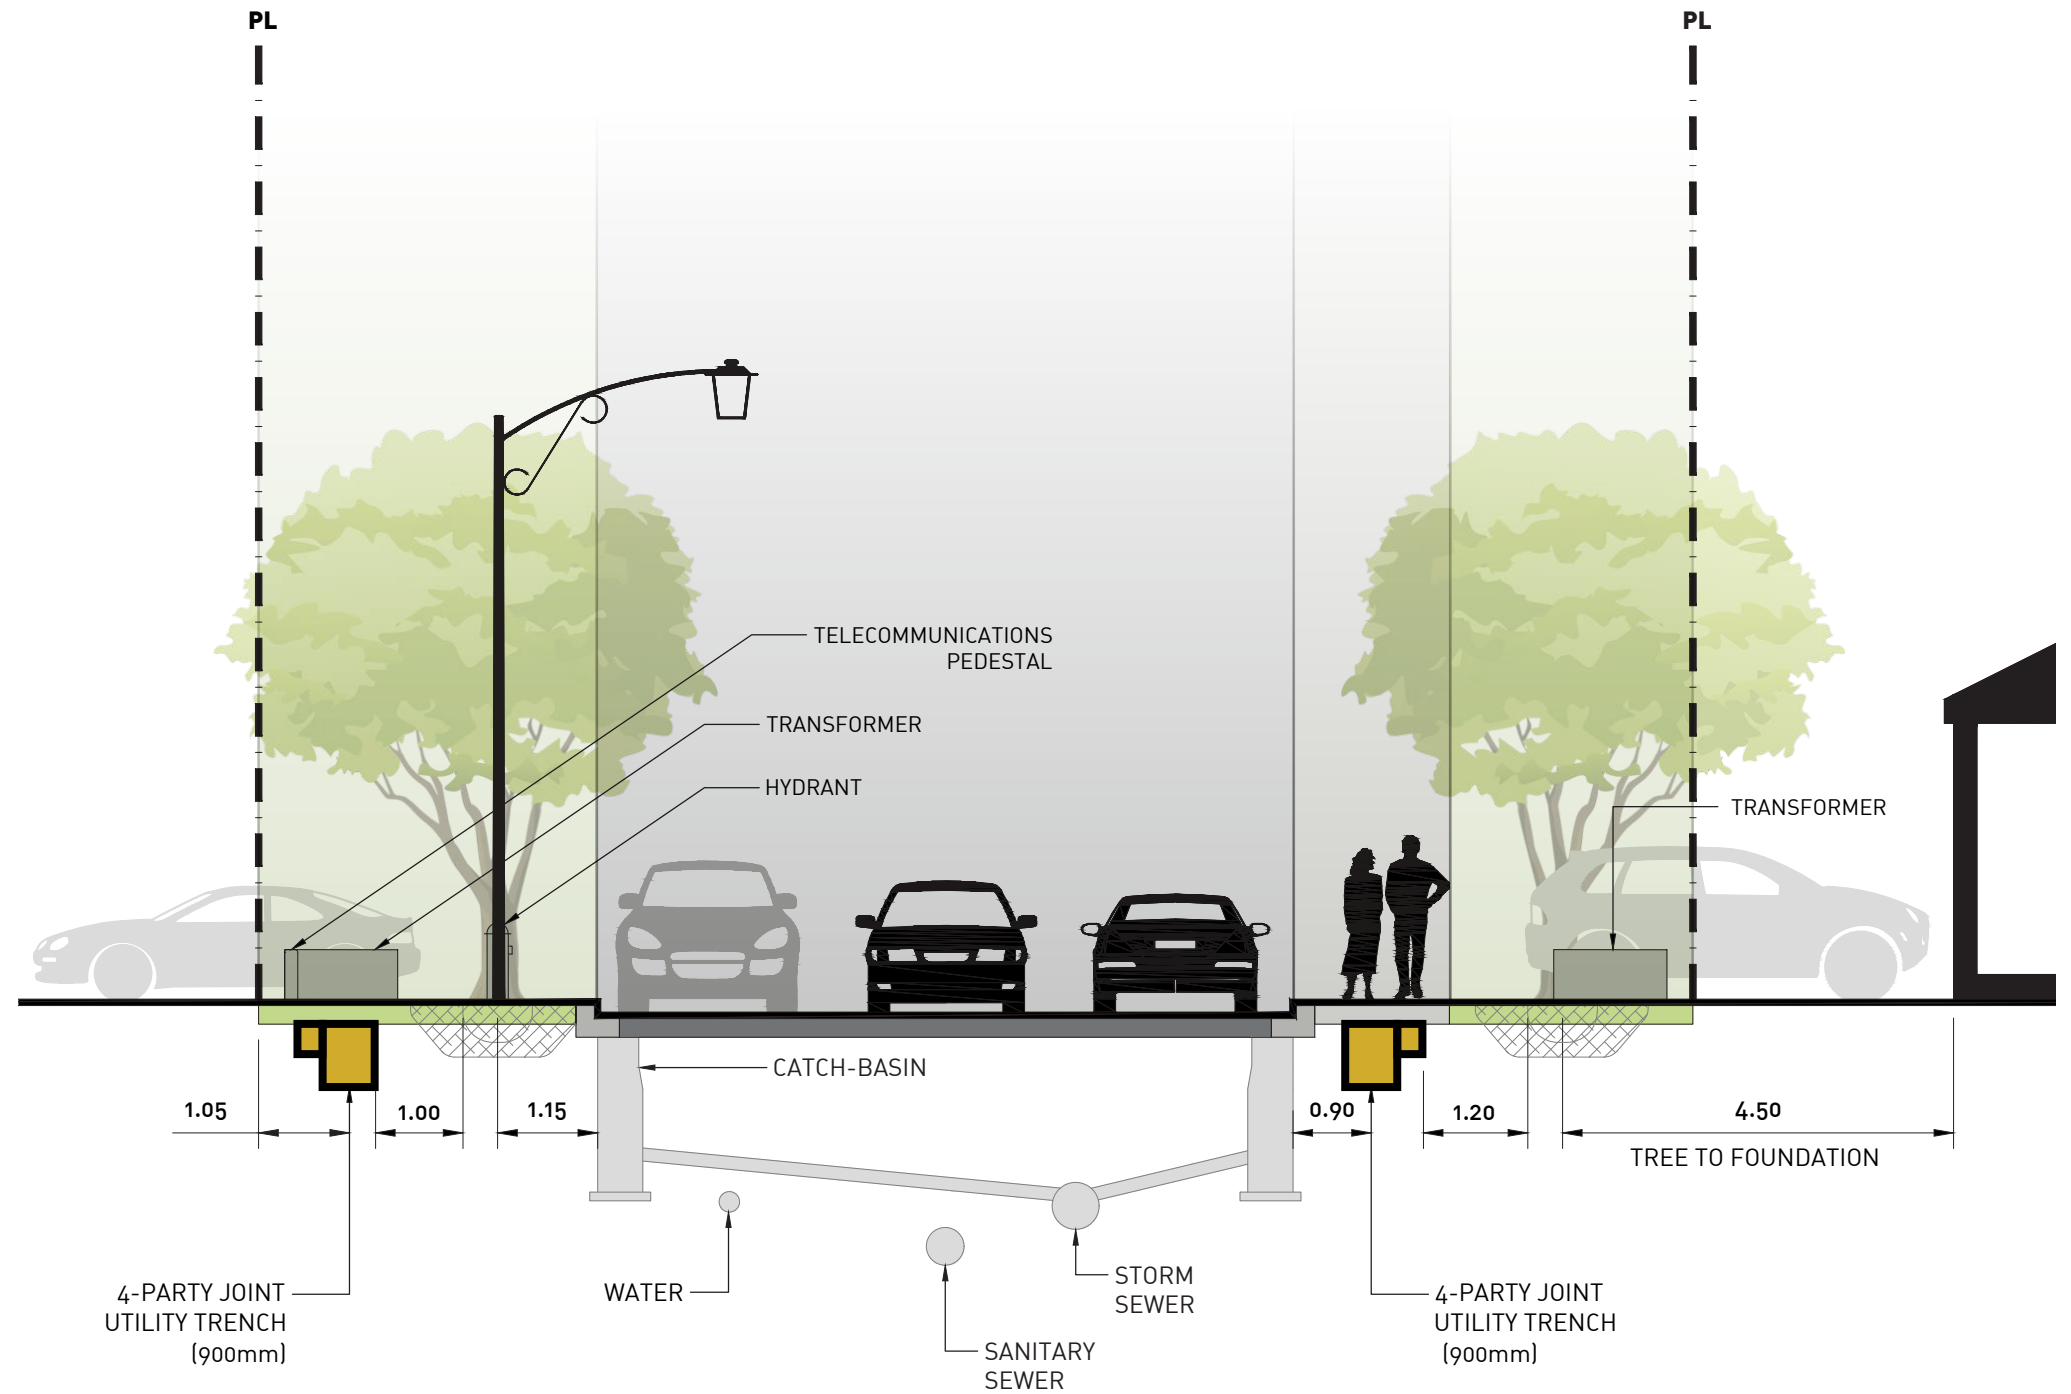 PL
PL
TELECOMMUNICATIONS
PEDESTAL
TRANSFORMER
HYDRANT
TRANSFORMER
CATCH-BASIN
1.05
1.00
1.15
0.90
1.20
4.50
TREE TO FOUNDATION
4-PARTY JOINT
UTILITY TRENCH
(900mm)
WATER
SANITARY
SEWER
STORM
SEWER
4-PARTY JOINT
UTILITY TRENCH
(900mm)